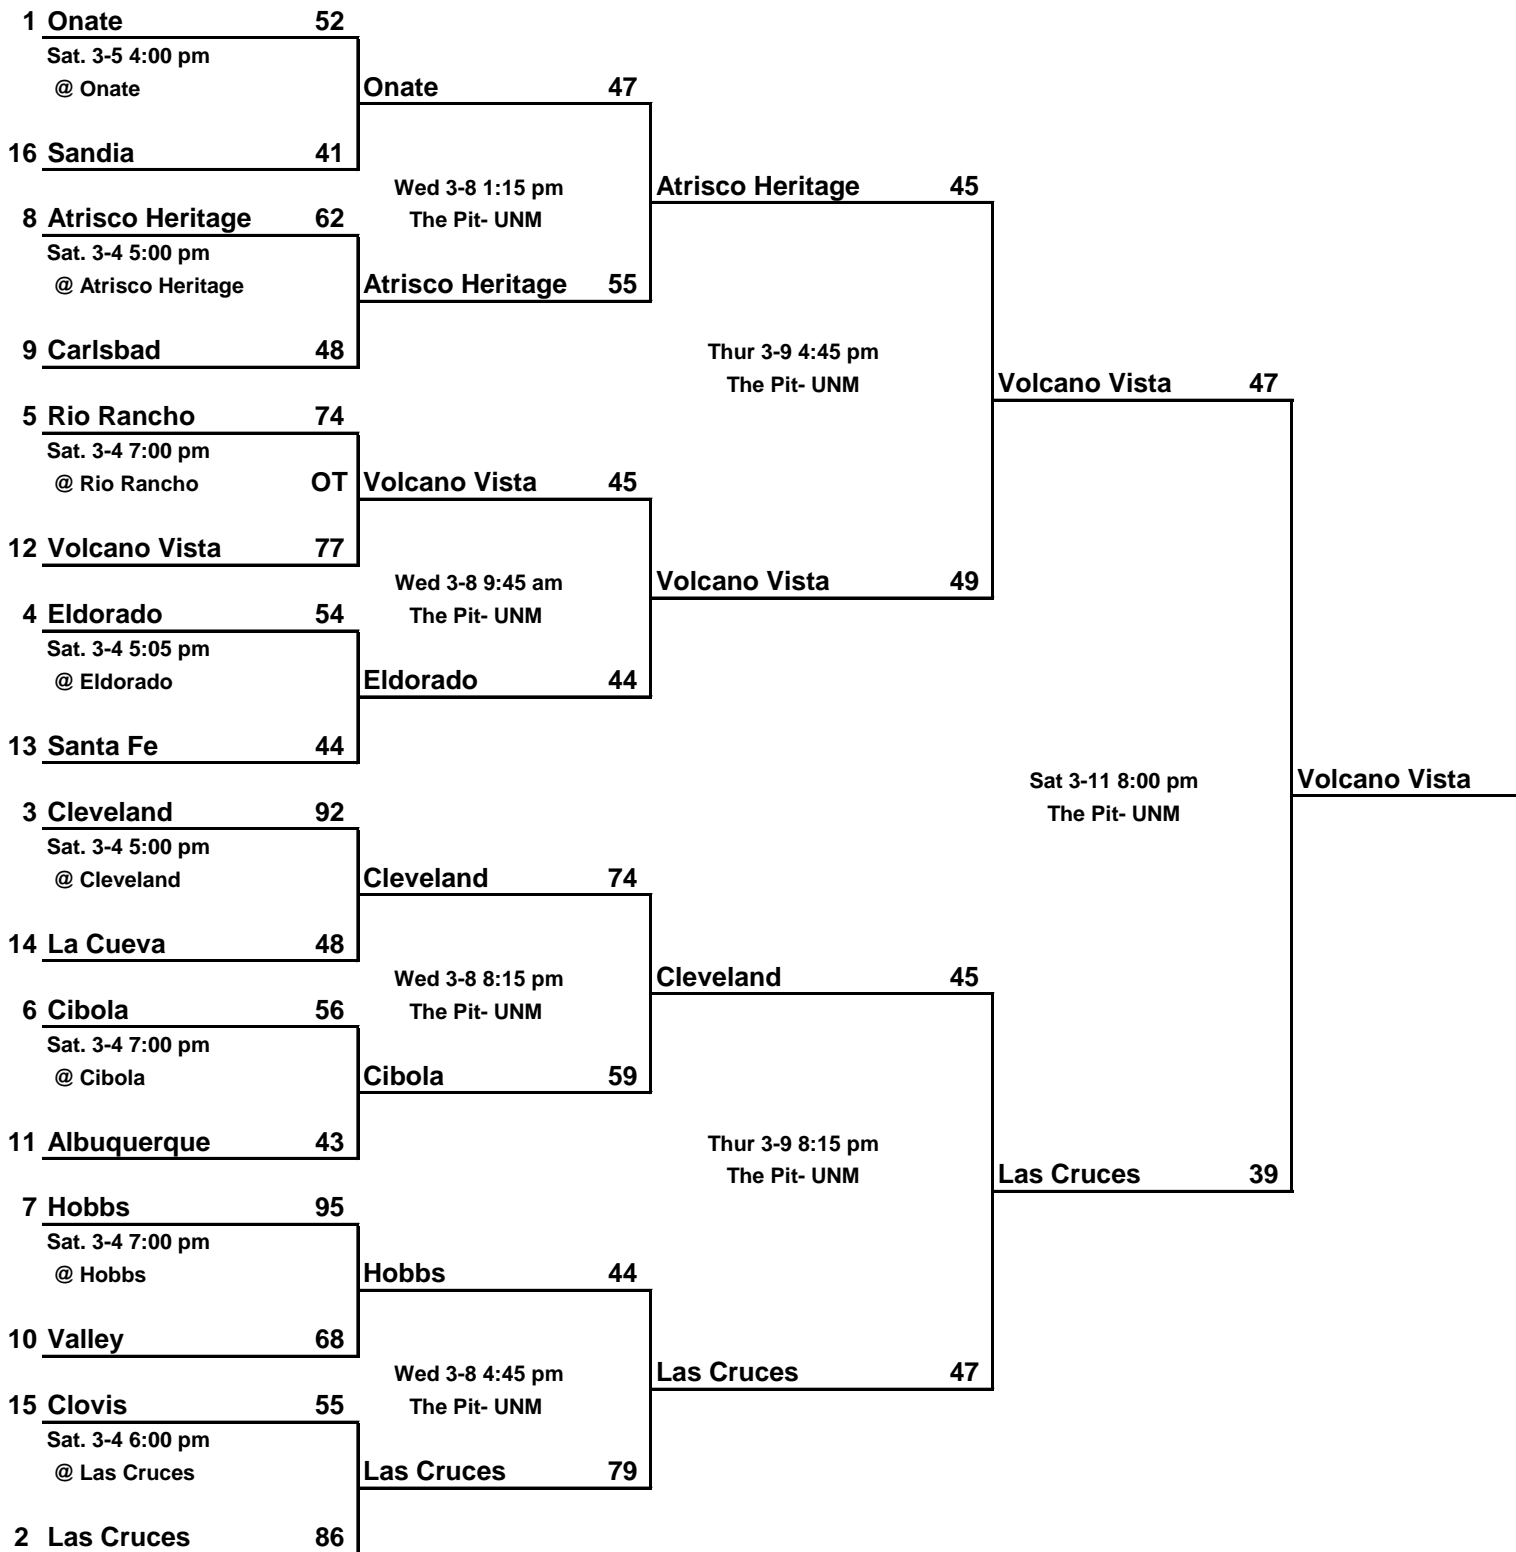 1 Onate 52
Sat. 3-5 4:00 pm
@ Onate
Onate 47
16 Sandia 41
Wed 3-8 1:15 pm
Atrisco Heritage 45
8 Atrisco Heritage 62
The Pit- UNM
Sat. 3-4 5:00 pm
@ Atrisco Heritage
Atrisco Heritage 55
9 Carlsbad 48
Thur 3-9 4:45 pm
The Pit- UNM
Volcano Vista 47
5 Rio Rancho 74
Sat. 3-4 7:00 pm
@ Rio Rancho OT
Volcano Vista 45
12 Volcano Vista 77
Wed 3-8 9:45 am
Volcano Vista 49
4 Eldorado 54
The Pit- UNM
Sat. 3-4 5:05 pm
@ Eldorado
Eldorado 44
13 Santa Fe 44
Sat 3-11 8:00 pm
Volcano Vista
3 Cleveland 92
The Pit- UNM
Sat. 3-4 5:00 pm
@ Cleveland
Cleveland 74
14 La Cueva 48
Wed 3-8 8:15 pm
Cleveland 45
6 Cibola 56
The Pit- UNM
Sat. 3-4 7:00 pm
@ Cibola
Cibola 59
11 Albuquerque 43
Thur 3-9 8:15 pm
The Pit- UNM
Las Cruces 39
7 Hobbs 95
Sat. 3-4 7:00 pm
@ Hobbs
Hobbs 44
10 Valley 68
Wed 3-8 4:45 pm
Las Cruces 47
15 Clovis 55
The Pit- UNM
Sat. 3-4 6:00 pm
@ Las Cruces
Las Cruces 79
2 Las Cruces 86